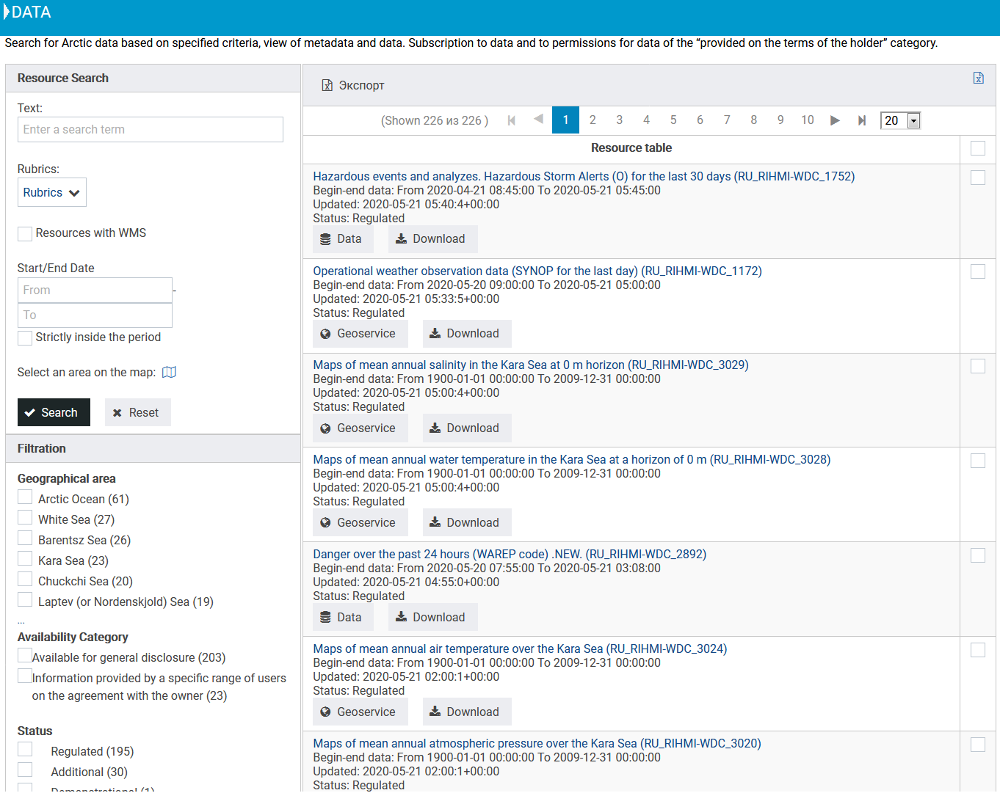 DATA
Search for Arctic data based on specified criteria, view of metadata and data. Subscription to data and to permissions for data of the “provided on the terms of the holder” category.
Resource Search
Text:
Enter a search term
Rubrics:
Rubrics
Resources with WMS
Start/End Date
From
-
To
Strictly inside the period
Select an area on the map:
Search Reset
Filtration
Geographical area
Arctic Ocean (61)
White Sea (27)
Barentsz Sea (26)
Kara Sea (23)
Chuckchi Sea (20)
Laptev (or Nordenskjold) Sea (19)
...
Availability Category
Available for general disclosure (203)
Information provided by a specific range of users
on the agreement with the owner (23)
Status
Regulated (195)
Additional (30)
Demonstrational (1)
Экспорт
(Shown 226 из 226 ) 1 2 3 4 5 6 7 8 9 10 20
Resource table
Hazardous events and analyzes. Hazardous Storm Alerts (O) for the last 30 days (RU_RIHMI-WDC_1752)
Begin-end data: From 2020-04-21 08:45:00 To 2020-05-21 05:45:00
Updated: 2020-05-21 05:40:4+00:00
Status: Regulated
Data Download
Operational weather observation data (SYNOP for the last day) (RU_RIHMI-WDC_1172)
Begin-end data: From 2020-05-20 09:00:00 To 2020-05-21 05:00:00
Updated: 2020-05-21 05:33:5+00:00
Status: Regulated
Geoservice Download
Maps of mean annual salinity in the Kara Sea at 0 m horizon (RU_RIHMI-WDC_3029)
Begin-end data: From 1900-01-01 00:00:00 To 2009-12-31 00:00:00
Updated: 2020-05-21 05:00:4+00:00
Status: Regulated
Geoservice Download
Maps of mean annual water temperature in the Kara Sea at a horizon of 0 m (RU_RIHMI-WDC_3028)
Begin-end data: From 1900-01-01 00:00:00 To 2009-12-31 00:00:00
Updated: 2020-05-21 05:00:4+00:00
Status: Regulated
Geoservice Download
Danger over the past 24 hours (WAREP code) .NEW. (RU_RIHMI-WDC_2892)
Begin-end data: From 2020-05-20 07:55:00 To 2020-05-21 03:08:00
Updated: 2020-05-21 04:55:0+00:00
Status: Regulated
Data Download
Maps of mean annual air temperature over the Kara Sea (RU_RIHMI-WDC_3024)
Begin-end data: From 1900-01-01 00:00:00 To 2009-12-31 00:00:00
Updated: 2020-05-21 02:00:1+00:00
Status: Regulated
Geoservice Download
Maps of mean annual atmospheric pressure over the Kara Sea (RU_RIHMI-WDC_3020)
Begin-end data: From 1900-01-01 00:00:00 To 2009-12-31 00:00:00
Updated: 2020-05-21 02:00:1+00:00
Status: Regulated